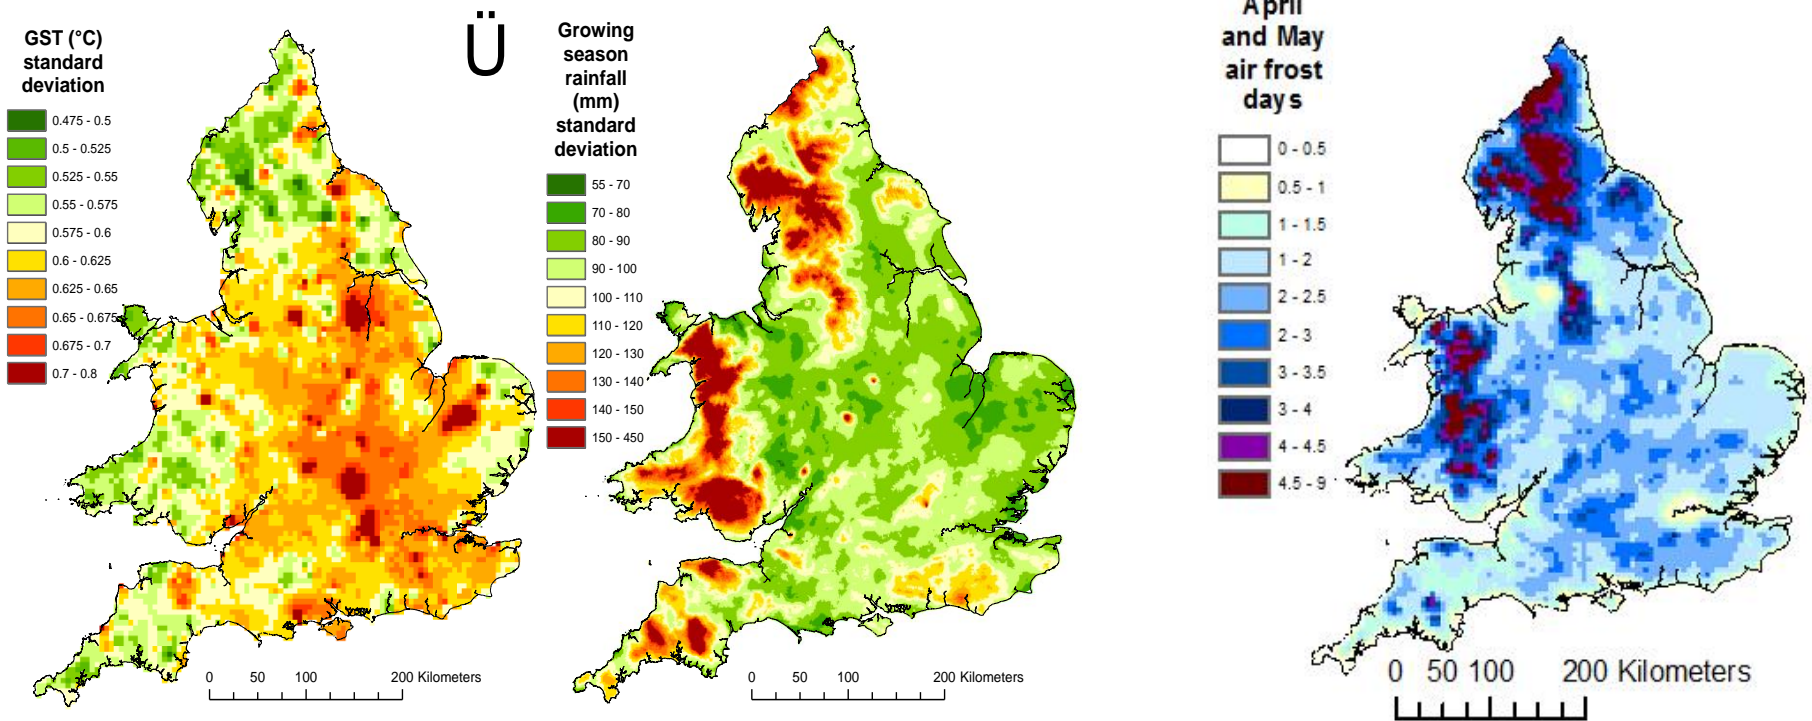 GST (°C)
standard
deviation
0.475 - 0.5
0.5 - 0.525
0.525 - 0.55
0.55 - 0.575
0.575 - 0.6
0.6 - 0.625
0.625 - 0.65
0.65 - 0.675
0.675 - 0.7
0.7 - 0.8
0 50 100 200 Kilometers
Ü
Growing
season
rainfall
(mm)
standard
deviation
55 - 70
70 - 80
80 - 90
90 - 100
100 - 110
110 - 120
120 - 130
130 - 140
140 - 150
150 - 450
0 50 100 200 Kilometers
April
and May
air frost
days
0 - 0.5
0.5 - 1
1 - 1.5
1 - 2
2 - 2.5
2 - 3
3 - 3.5
3 - 4
4 - 4.5
4.5 - 9
0 50 100 200 Kilometers